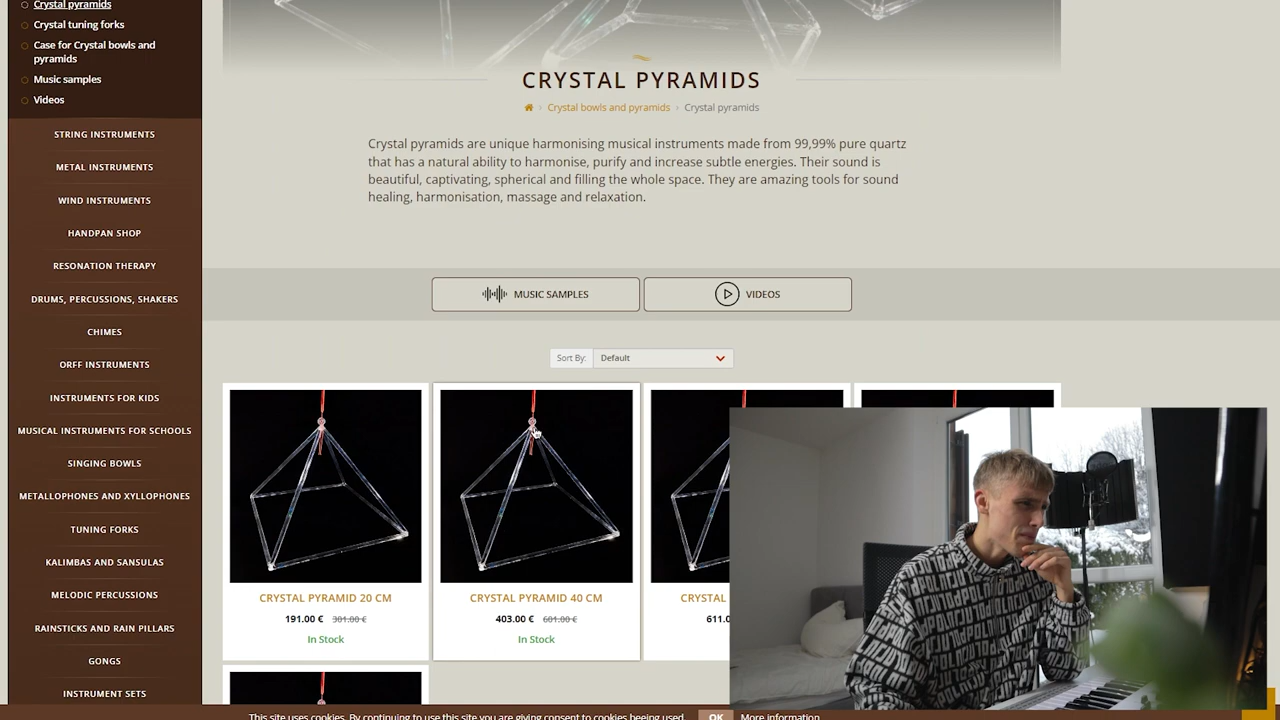 Crystal pyramids
Crystal tuning forks
Case for Crystal bowls and
pyramids
Music samples
Videos
STRING INSTRUMENTS
METAL INSTRUMENTS
WIND INSTRUMENTS
HANDPAN SHOP
RESONATION THERAPY
DRUMS, PERCUSSIONS, SHAKERS
CHIMES
ORFF INSTRUMENTS
INSTRUMENTS FOR KIDS
MUSICAL INSTRUMENTS FOR SCHOOLS
SINGING BOWLS
METALLOPHONES AND XYLLOPHONES
TUNING FORKS
KALIMBAS AND SANSULAS
MELODIC PERCUSSIONS
RAINSTICKS AND RAIN PILLARS
GONGS
INSTRUMENT SETS
CRYSTAL PYRAMIDS
Crystal bowls and pyramids › Crystal pyramids
Crystal pyramids are unique harmonising musical instruments made from 99,99% pure quartz
that has a natural ability to harmonise, purify and increase subtle energies. Their sound is
beautiful, captivating, spherical and filling the whole space. They are amazing tools for sound
healing, harmonisation, massage and relaxation.
MUSIC SAMPLES
VIDEOS
Sort By: Default
CRYSTAL PYRAMID 20 CM
191.00 € 301.00 €
In Stock
CRYSTAL PYRAMID 40 CM
403.00 € 601.00 €
In Stock
CRYSTAL
611.0
This site uses cookies. By continuing to use this site you are giving consent to cookies beeing used. OK More information